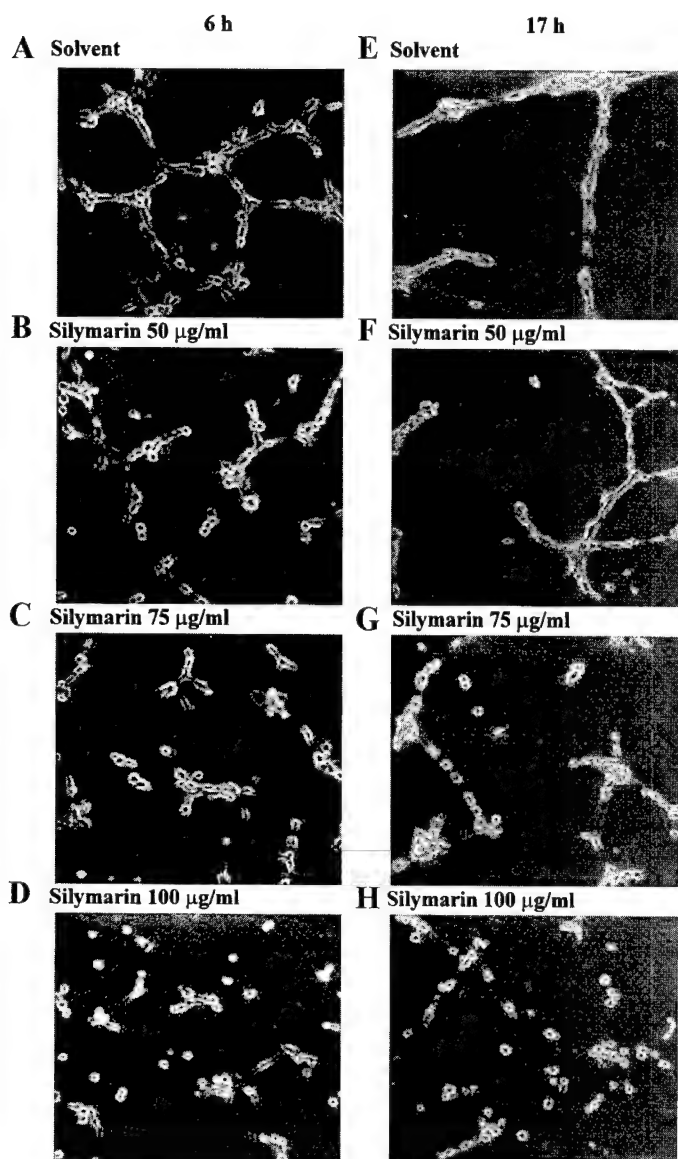 6 h
17 h
A Solvent
E Solvent
B Silymarin 50 μg/ml
F Silymarin 50 μg/ml
C Silymarin 75 μg/ml
G Silymarin 75 μg/ml
D Silymarin 100 μg/ml
H Silymarin 100 μg/ml